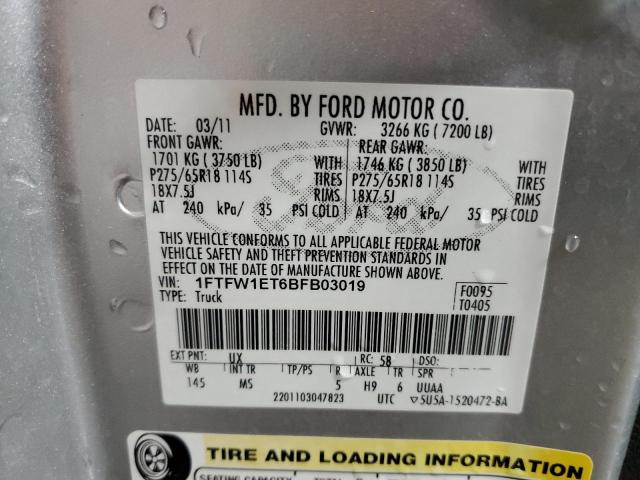 MFD. BY FORD MOTOR CO.
DATE: 03/11 GVWR: 3266 KG ( 7200 LB)
FRONT GAWR: REAR GAWR:
1701 KG ( 3750 LB) WITH 1746 KG ( 3850 LB) WITH
P275/65R18 114S TIRES P275/65R18 114S TIRES
18X7.5J RIMS 18X7.5J RIMS
AT 240 kPa/ 35 PSI COLD AT 240 kPa/ 35 PSI COLD
THIS VEHICLE CONFORMS TO ALL APPLICABLE FEDERAL MOTOR
VEHICLE SAFETY AND THEFT PREVENTION STANDARDS IN
EFFECT ON THE DATE OF MANUFACTURE SHOWN ABOVE.
VIN: 1FTFW1ET6BFB03019 F0095
TYPE: Truck T0405
EXT PNT: UX RC: 58 DSO:
WB INT TR TP/PS R AXLE TR SPR
145 MS 5 H9 6 UUAA
2201103047823 UTC ▽5U5A-1520472-BA
TIRE AND LOADING INFORMATION
SEATING CAPACITY